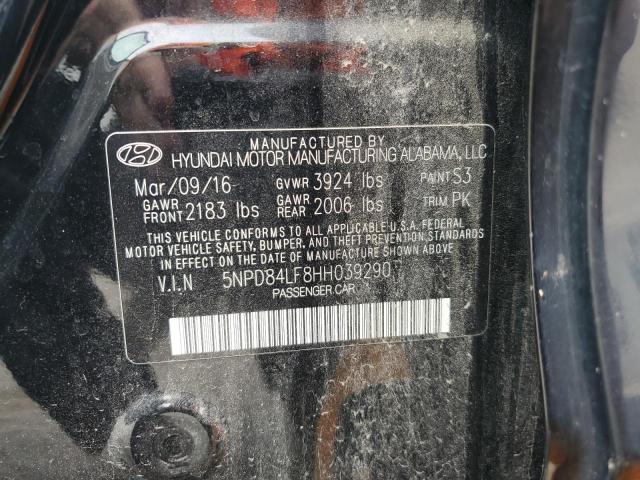 MANUFACTURED BY
HYUNDAI MOTOR MANUFACTURING ALABAMA, LLC
Mar/09/16 GVWR 3924 lbs PAINT S3
GAWR FRONT 2183 lbs GAWR REAR 2006 lbs TRIM PK
THIS VEHICLE CONFORMS TO ALL APPLICABLE U.S.A. FEDERAL
MOTOR VEHICLE SAFETY, BUMPER, AND THEFT PREVENTION STANDARDS
IN EFFECT ON THE DATE OF MANUFACTURE SHOWN ABOVE.
V.I.N 5NPD84LF8HH039290
PASSENGER CAR